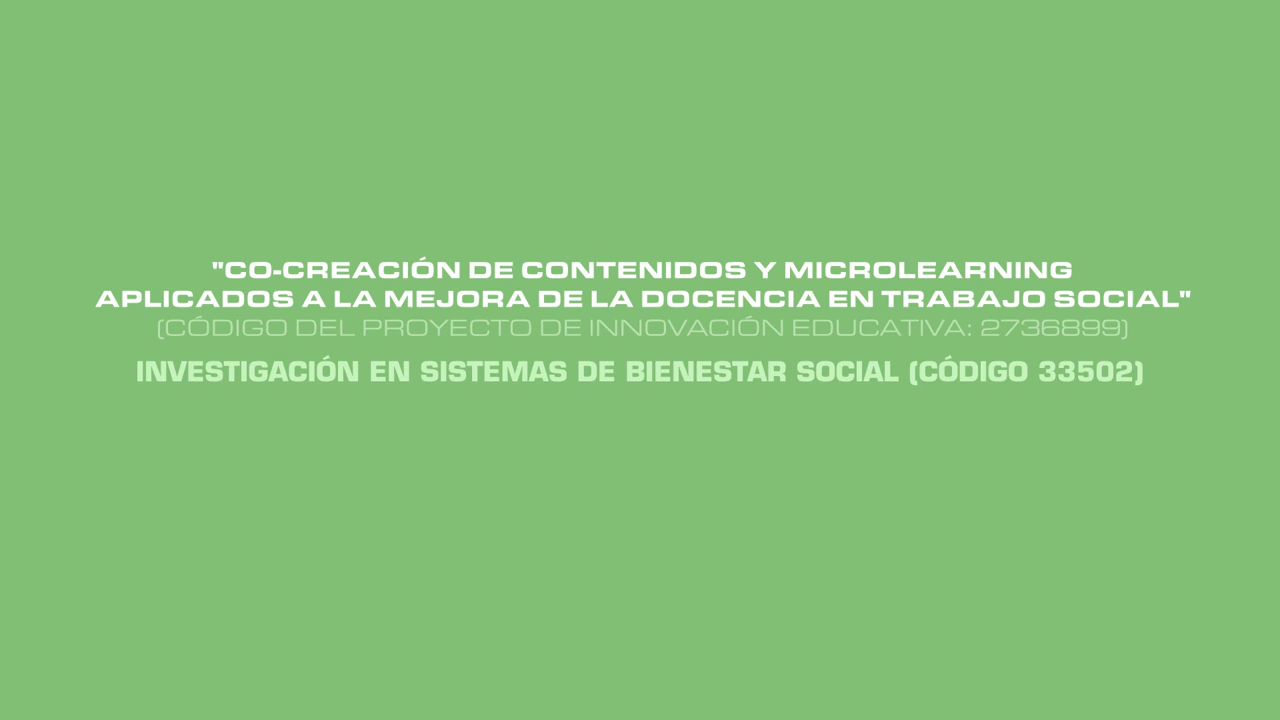 "CO-CREACIÓN DE CONTENIDOS Y MICROLEARNING
APLICADOS A LA MEJORA DE LA DOCENCIA EN TRABAJO SOCIAL"
(CÓDIGO DEL PROYECTO DE INNOVACIÓN EDUCATIVA: 2736899)
INVESTIGACIÓN EN SISTEMAS DE BIENESTAR SOCIAL (CÓDIGO 33502)